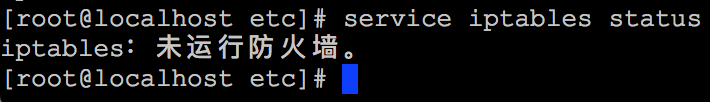 [root@localhost etc]# service iptables status
iptables：未运行防火墙。
[root@localhost etc]#